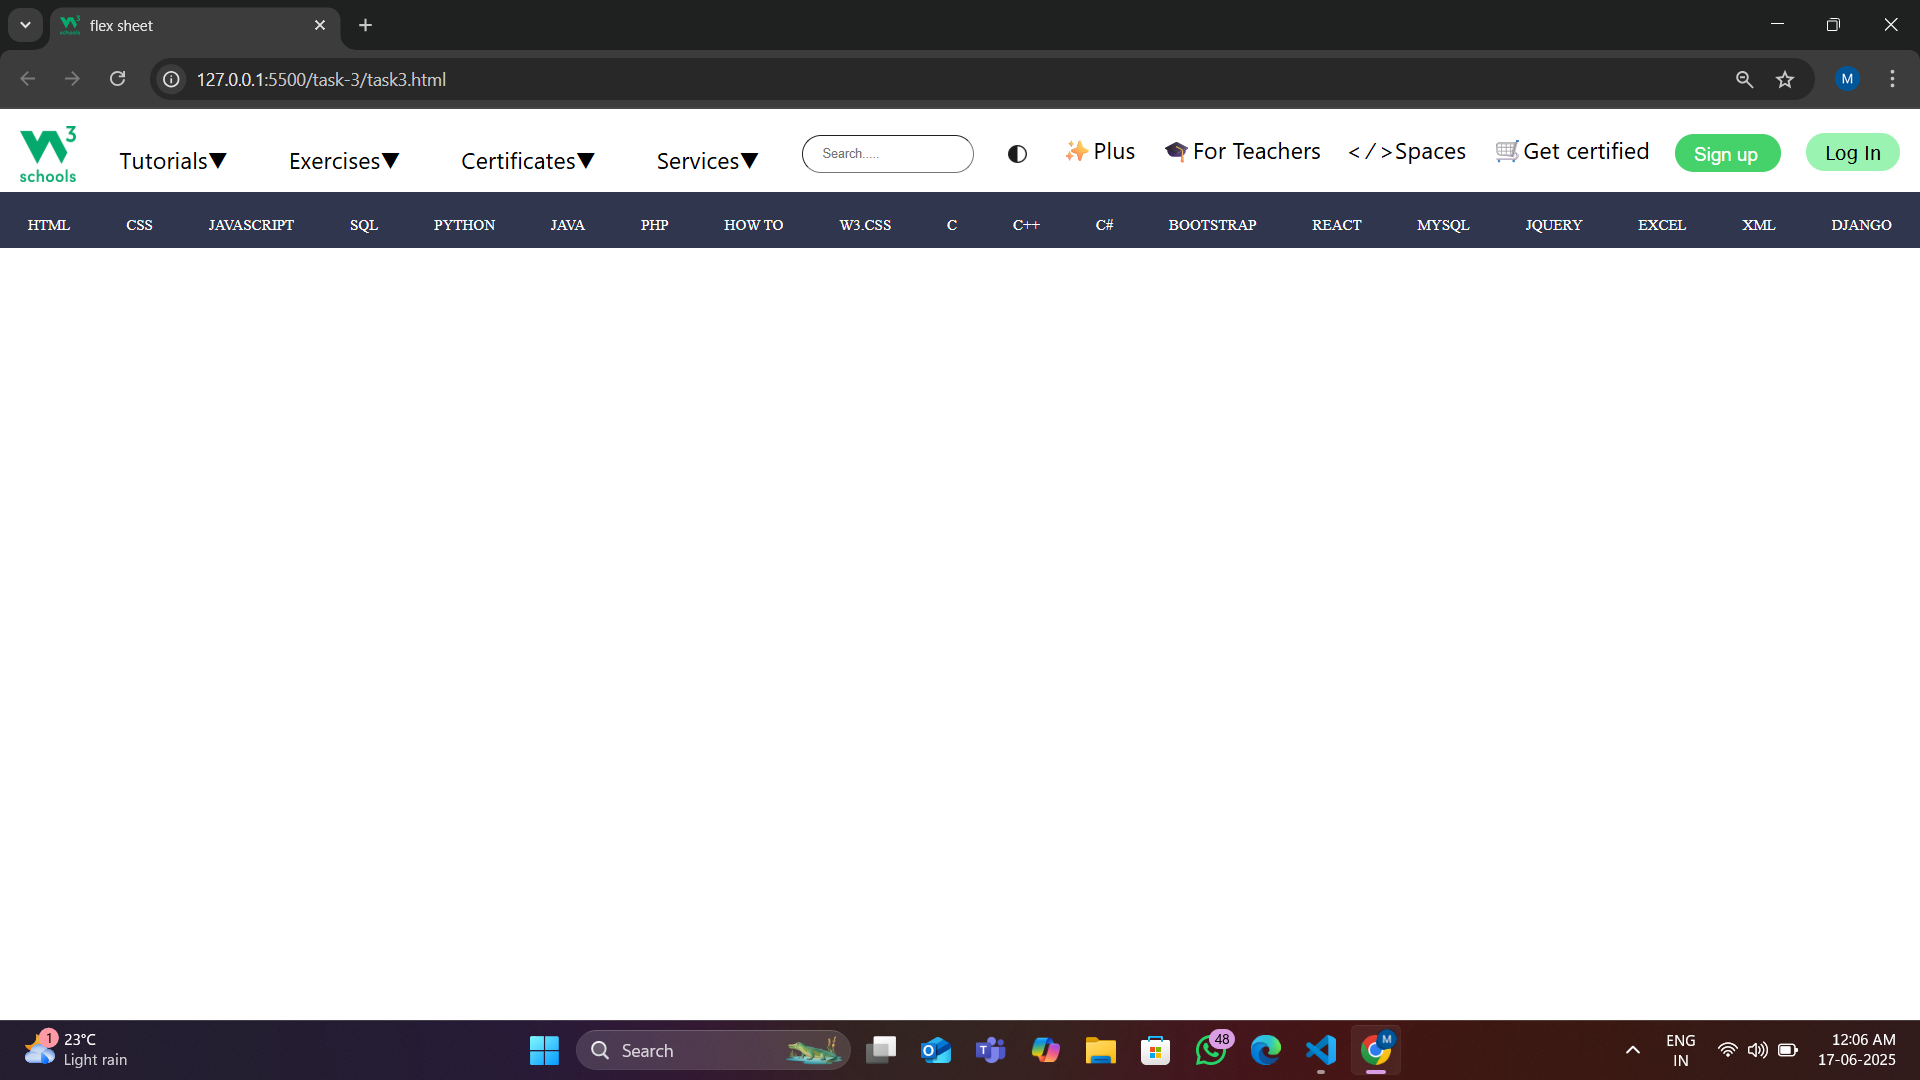 flex sheet
127.0.0.1:5500/task-3/task3.html
M
3
schools
Tutorials▼ Exercises▼ Certificates▼ Services▼ Search..... ✨Plus 🎓For Teachers </>Spaces 🛒Get certified Sign up Log In
HTML CSS JAVASCRIPT SQL PYTHON JAVA PHP HOW TO W3.CSS C C++ C# BOOTSTRAP REACT MYSQL JQUERY EXCEL XML DJANGO
1
23°C
Light rain
Search
48
M
ENG
IN
12:06 AM
17-06-2025